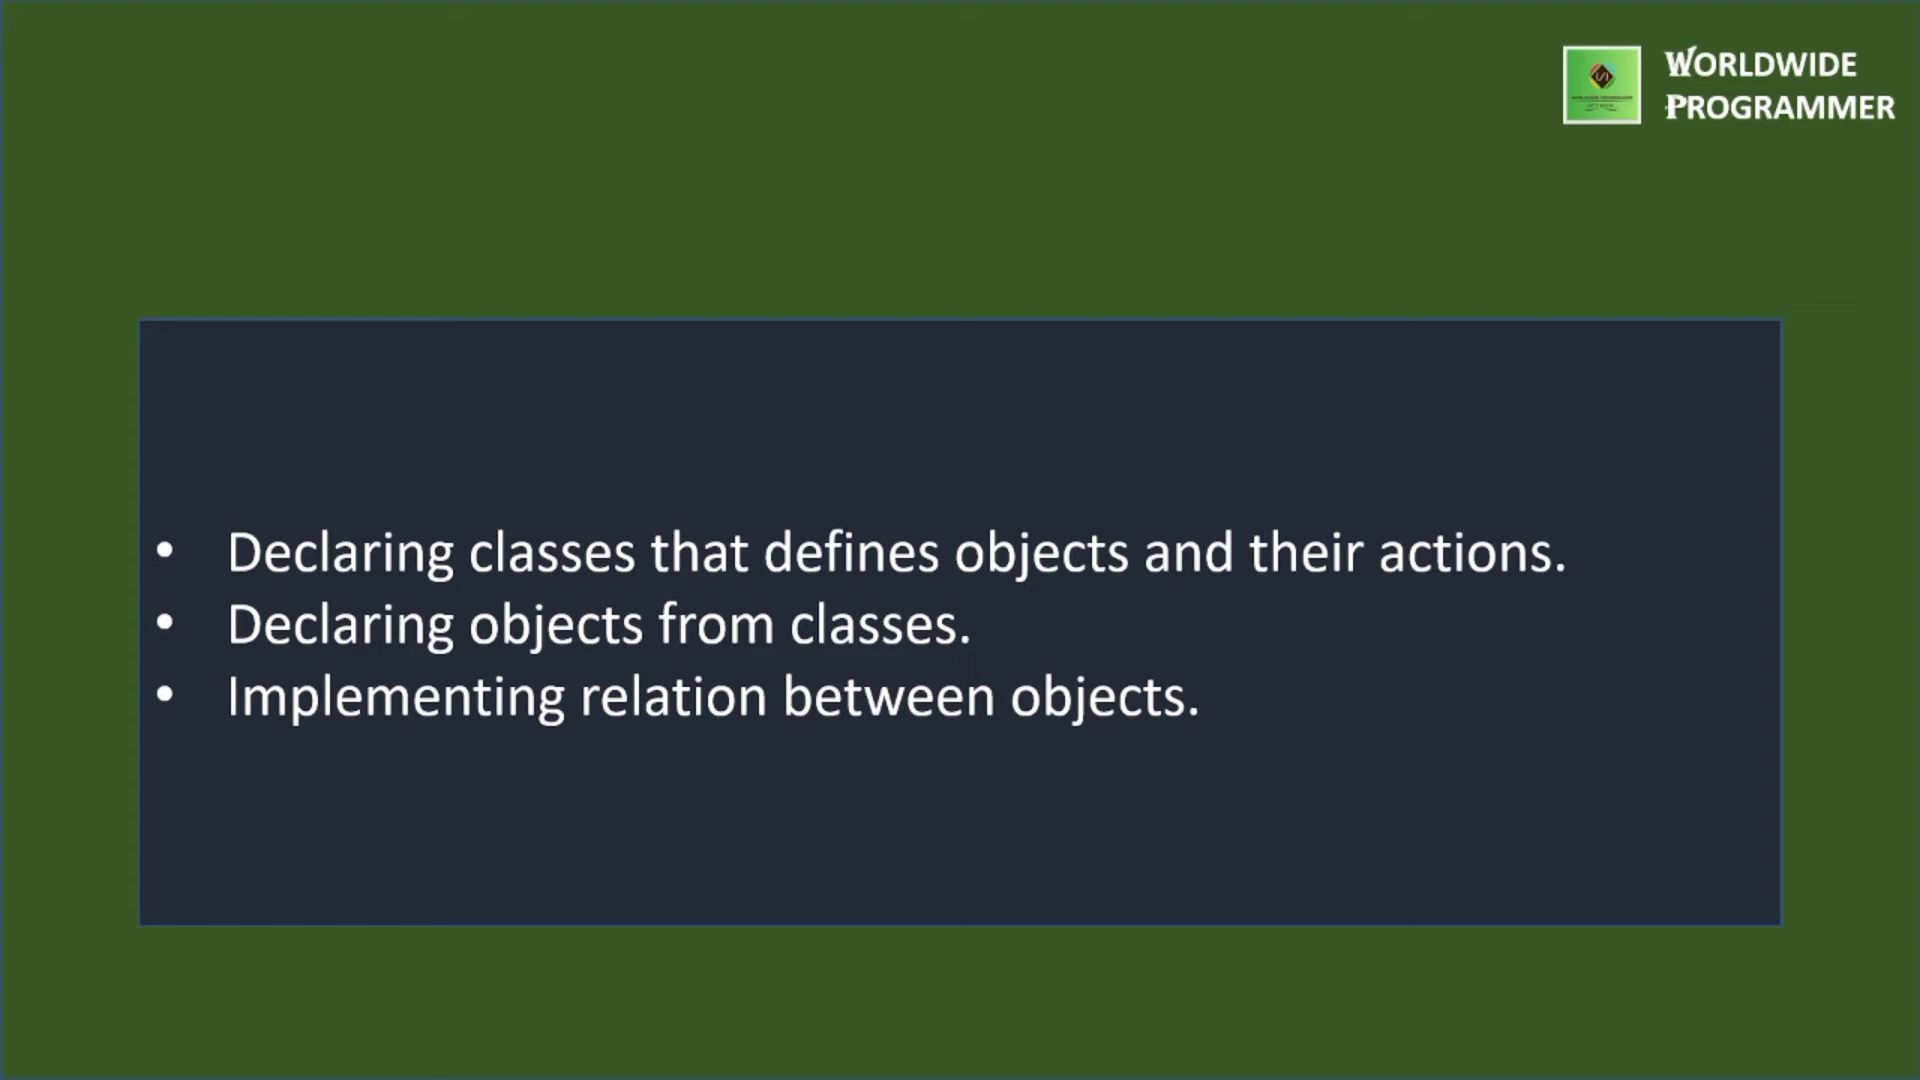 WORLDWIDE
PROGRAMMER
• Declaring classes that defines objects and their actions.
• Declaring objects from classes.
• Implementing relation between objects.